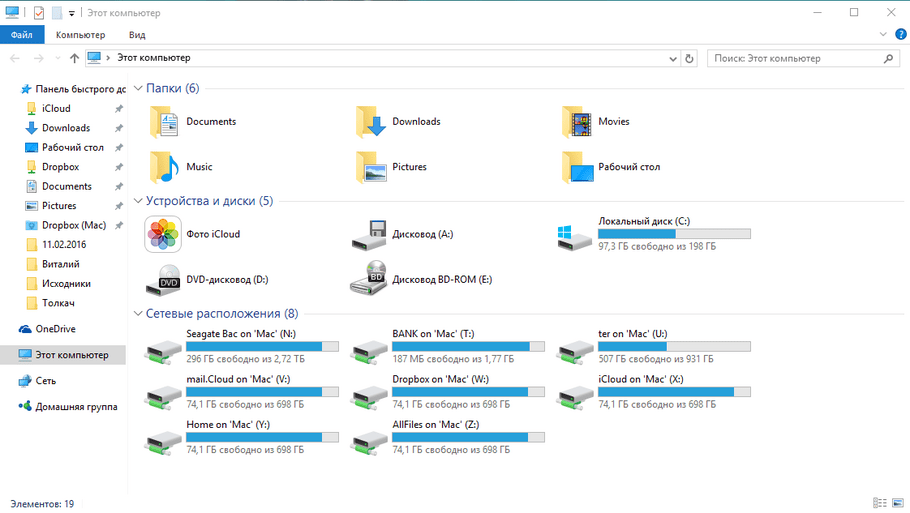 Этот компьютер
Файл
Компьютер
Вид
Этот компьютер
Поиск: Этот компьютер
Панель быстрого до
iCloud
Downloads
Рабочий стол
Dropbox
Documents
Pictures
Dropbox (Mac)
11.02.2016
Виталий
Исходники
Толкач
OneDrive
Этот компьютер
Сеть
Домашняя группа
Папки (6)
Documents
Downloads
Movies
Music
Pictures
Рабочий стол
Устройства и диски (5)
Фото iCloud
Дисковод (A:)
Локальный диск (C:)
97,3 ГБ свободно из 198 ГБ
DVD
DVD-дисковод (D:)
BD
Дисковод BD-ROM (E:)
Сетевые расположения (8)
Seagate Bac on 'Mac' (N:)
296 ГБ свободно из 2,72 ТБ
BANK on 'Mac' (T:)
187 МБ свободно из 1,77 ГБ
ter on 'Mac' (U:)
507 ГБ свободно из 931 ГБ
mail.Cloud on 'Mac' (V:)
74,1 ГБ свободно из 698 ГБ
Dropbox on 'Mac' (W:)
74,1 ГБ свободно из 698 ГБ
iCloud on 'Mac' (X:)
74,1 ГБ свободно из 698 ГБ
Home on 'Mac' (Y:)
74,1 ГБ свободно из 698 ГБ
AllFiles on 'Mac' (Z:)
74,1 ГБ свободно из 698 ГБ
Элементов: 19